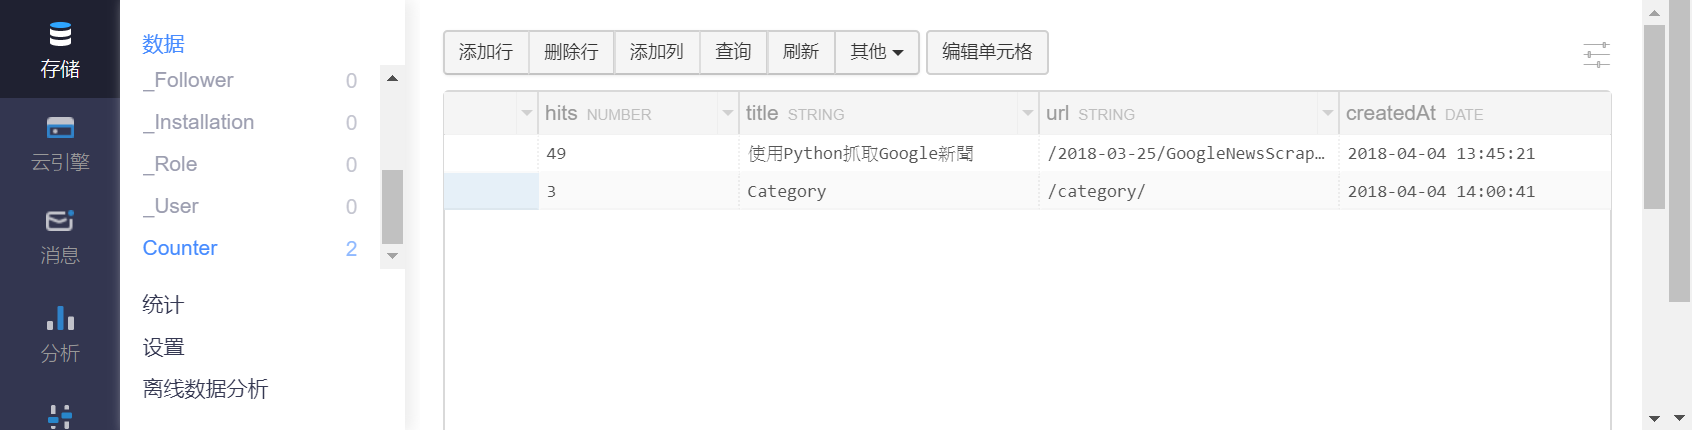 存储
云引擎
消息
分析
数据
_Follower 0
_Installation 0
_Role 0
_User 0
Counter 2
统计
设置
离线数据分析
添加行 删除行 添加列 查询 刷新 其他 编辑单元格
hits NUMBER title STRING url STRING createdAt DATE
49 使用Python抓取Google新聞 /2018-03-25/GoogleNewsScrap… 2018-04-04 13:45:21
3 Category /category/ 2018-04-04 14:00:41